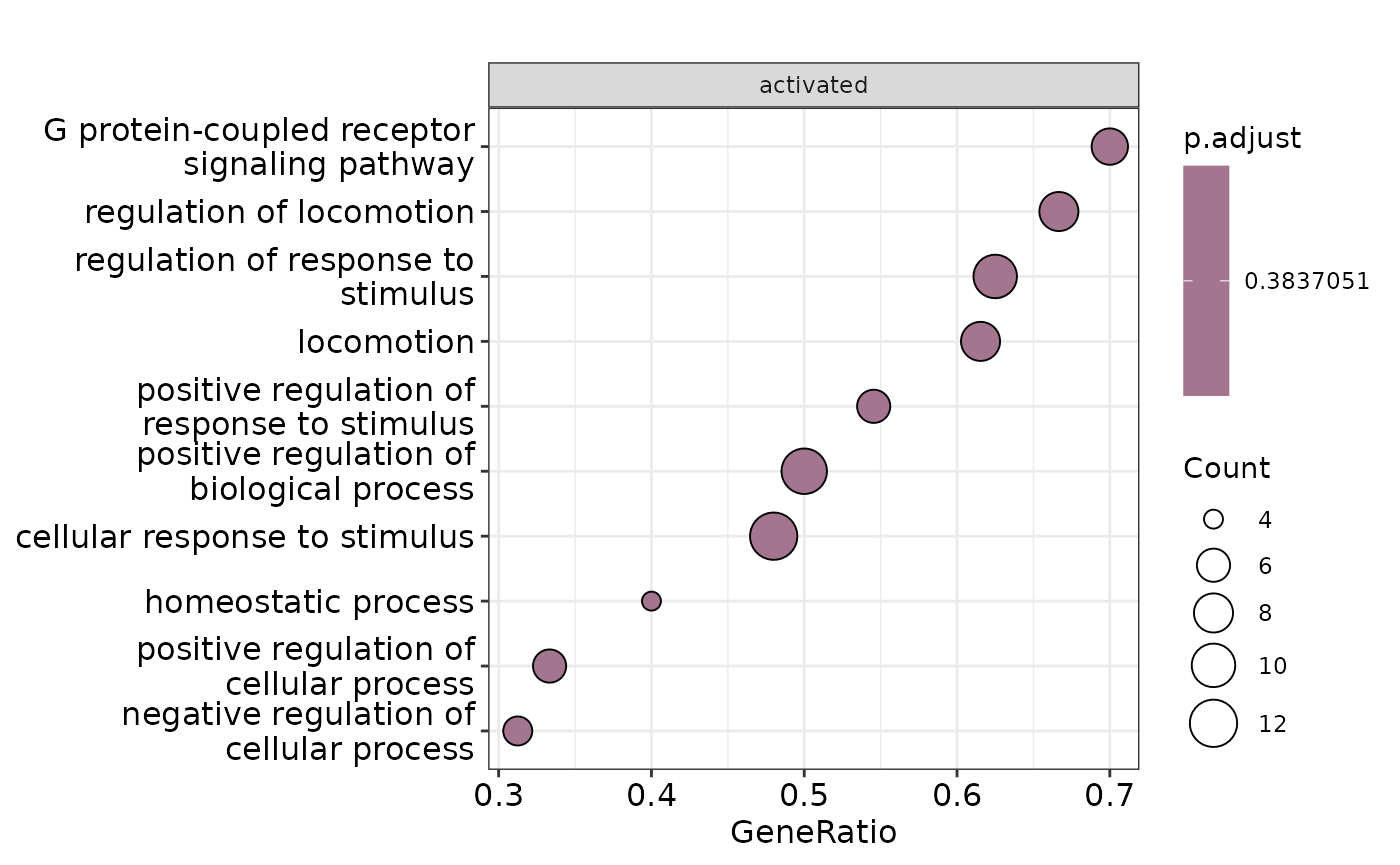 activated
G protein-coupled receptor
signaling pathway
regulation of locomotion
regulation of response to
stimulus
locomotion
positive regulation of
response to stimulus
positive regulation of
biological process
cellular response to stimulus
homeostatic process
positive regulation of
cellular process
negative regulation of
cellular process
0.3 0.4 0.5 0.6 0.7
GeneRatio
p.adjust
0.3837051
Count
4
6
8
10
12